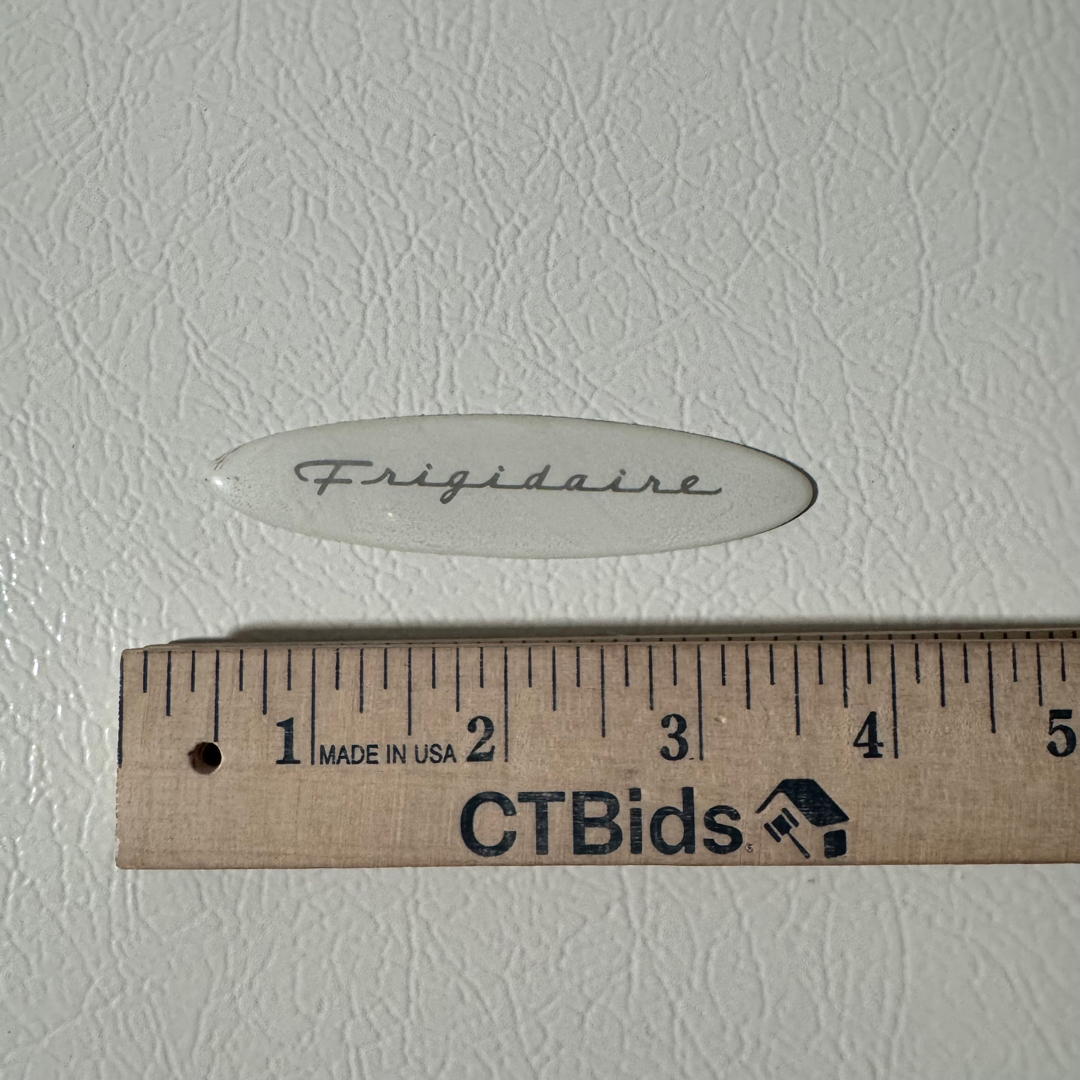 Frigidaire
1 MADE IN USA 2 3 4 5
CTBids